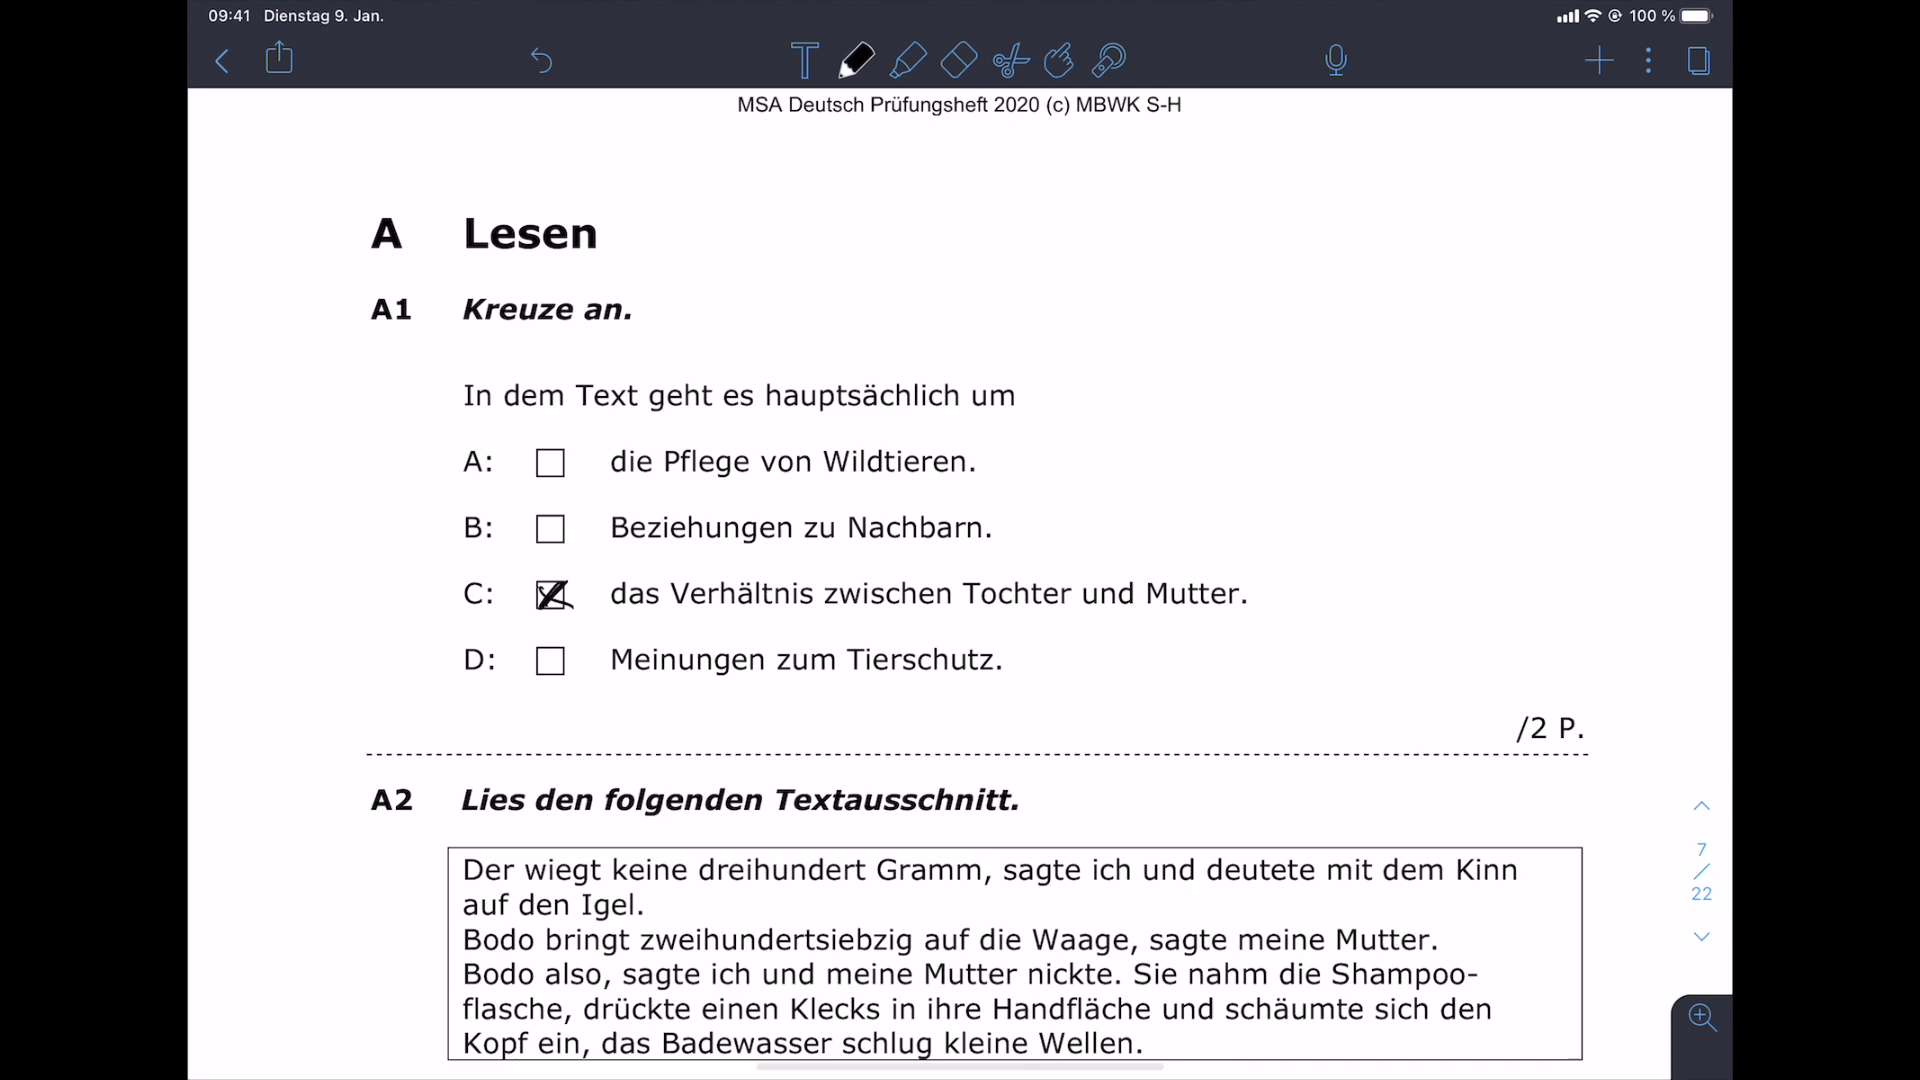 09:41 Dienstag 9. Jan.
100 %
MSA Deutsch Prüfungsheft 2020 (c) MBWK S-H
A Lesen
A1 Kreuze an.
In dem Text geht es hauptsächlich um
A: die Pflege von Wildtieren.
B: Beziehungen zu Nachbarn.
C: das Verhältnis zwischen Tochter und Mutter.
D: Meinungen zum Tierschutz.
/2 P.
A2 Lies den folgenden Textausschnitt.
Der wiegt keine dreihundert Gramm, sagte ich und deutete mit dem Kinn
auf den Igel.
Bodo bringt zweihundertsiebzig auf die Waage, sagte meine Mutter.
Bodo also, sagte ich und meine Mutter nickte. Sie nahm die Shampoo-
flasche, drückte einen Klecks in ihre Handfläche und schäumte sich den
Kopf ein, das Badewasser schlug kleine Wellen.
7
/
22